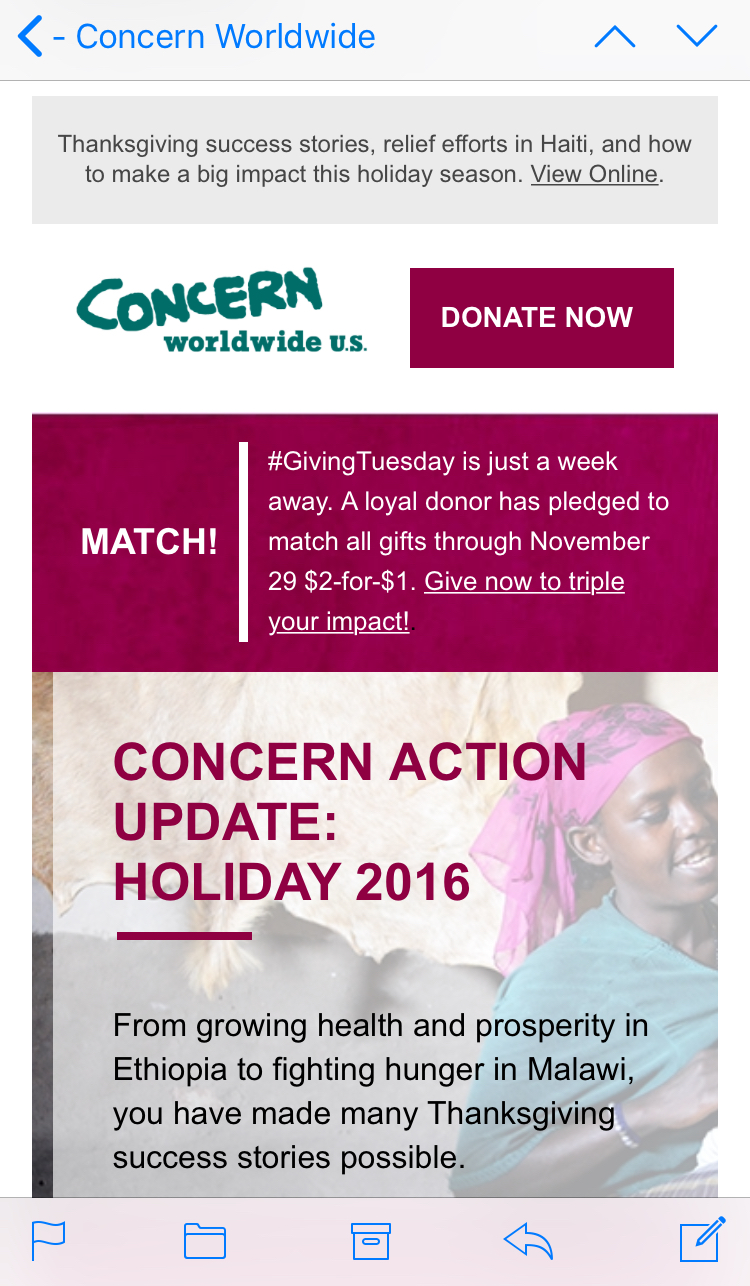 - Concern Worldwide
Thanksgiving success stories, relief efforts in Haiti, and how
to make a big impact this holiday season. View Online.
CONCERN
worldwide U.S.
DONATE NOW
MATCH!
#GivingTuesday is just a week
away. A loyal donor has pledged to
match all gifts through November
29 $2-for-$1. Give now to triple
your impact!.
CONCERN ACTION
UPDATE:
HOLIDAY 2016
From growing health and prosperity in
Ethiopia to fighting hunger in Malawi,
you have made many Thanksgiving
success stories possible.